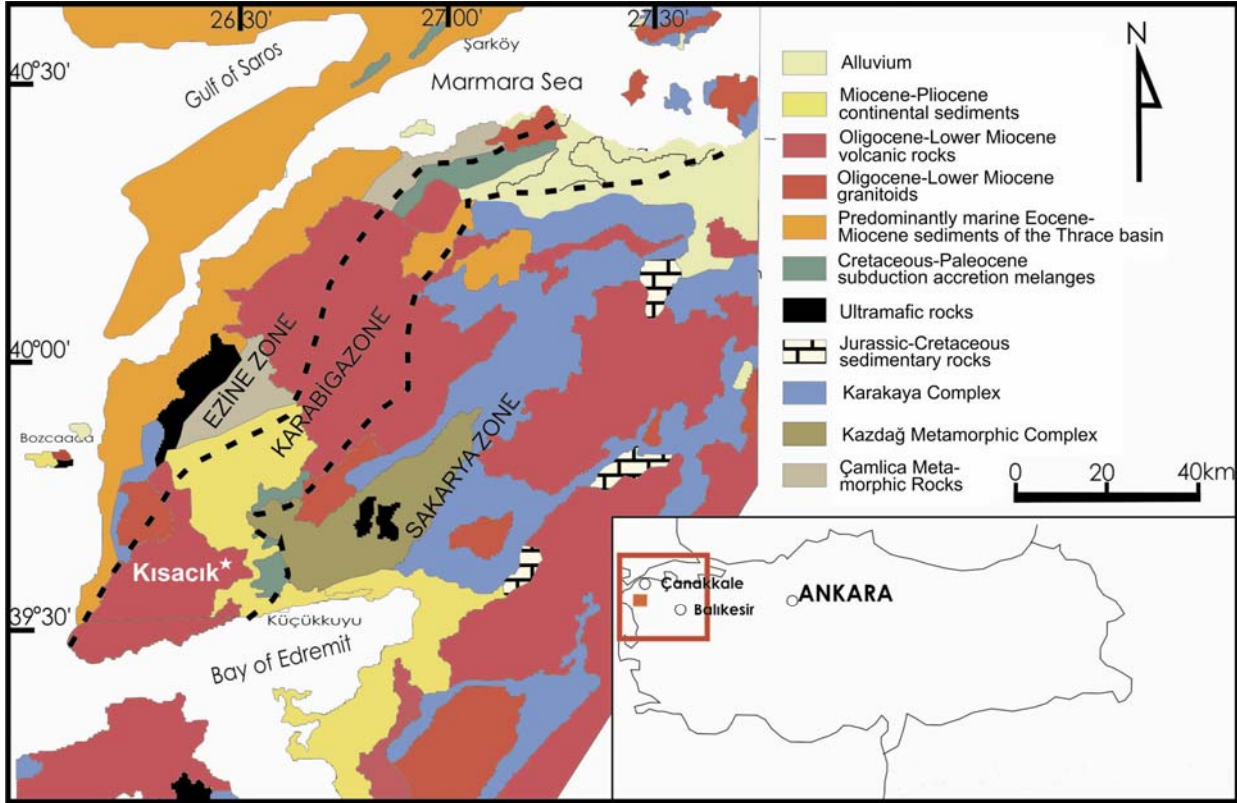 26°30'
27°00'
27°30'
40°30'
40°00'
39°30'
Gulf of Saros
Şarköy
Marmara Sea
EZİNE ZONE
KARABİGAZONE
SAKARYA ZONE
Bozcaada
Kısacık
Küçükkuyu
Bay of Edremit
N
Alluvium
Miocene-Pliocene
continental sediments
Oligocene-Lower Miocene
volcanic rocks
Oligocene-Lower Miocene
granitoids
Predominantly marine Eocene-
Miocene sediments of the Thrace basin
Cretaceous-Paleocene
subduction accretion melanges
Ultramafic rocks
Jurassic-Cretaceous
sedimentary rocks
Karakaya Complex
Kazdağ Metamorphic Complex
Çamlica Meta-
morphic Rocks
0 20 40km
Çanakkale
Balıkesir
ANKARA